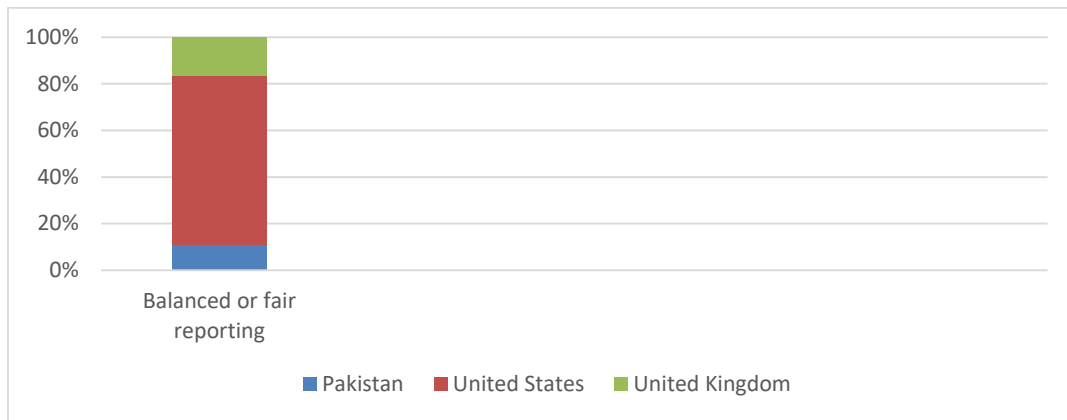 100%
80%
60%
40%
20%
0%
Balanced or fair
reporting
Pakistan United States United Kingdom